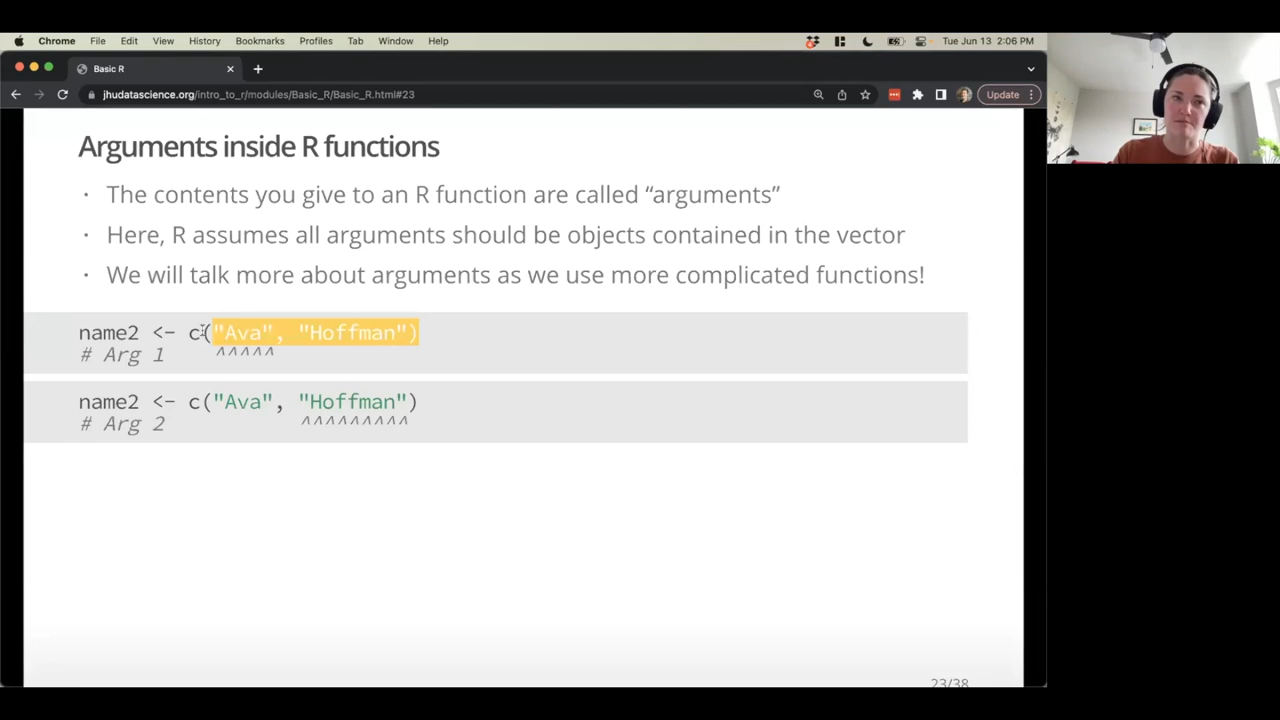 Chrome File Edit View History Bookmarks Profiles Tab Window Help Tue Jun 13 2:06 PM
Basic R
jhudatascience.org/intro_to_r/modules/Basic_R/Basic_R.html#23 Update
Arguments inside R functions
· The contents you give to an R function are called “arguments”
· Here, R assumes all arguments should be objects contained in the vector
· We will talk more about arguments as we use more complicated functions!
name2 <- c("Ava", "Hoffman")
# Arg 1 ^^^^^
name2 <- c("Ava", "Hoffman")
# Arg 2 ^^^^^^^^^
23/38